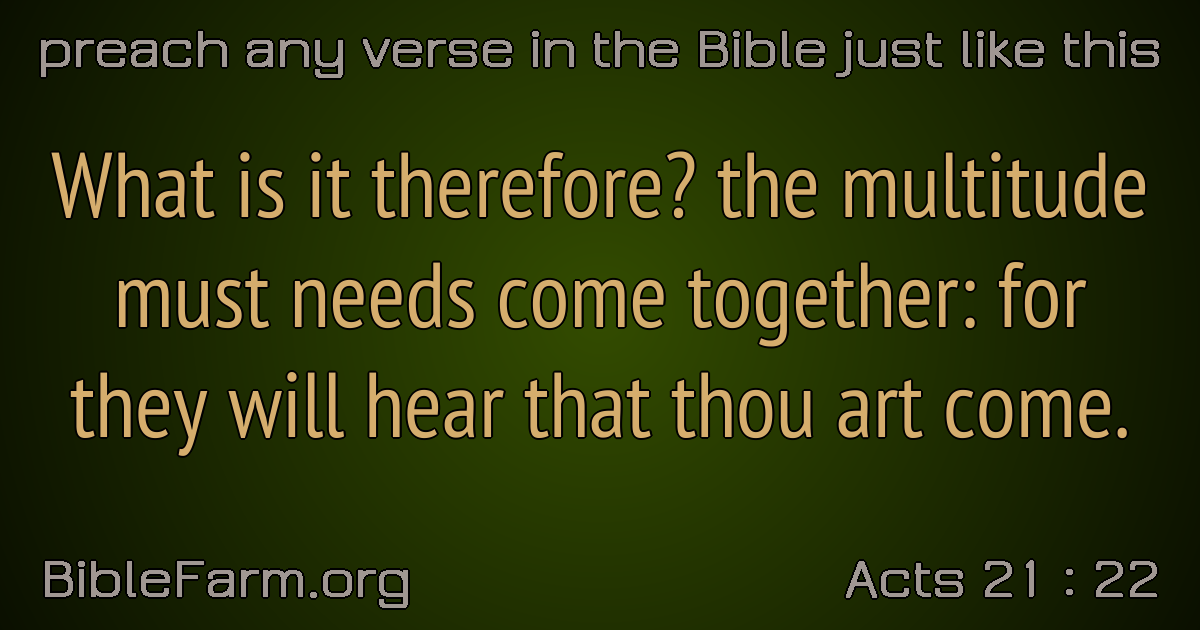 preach any verse in the Bible just like this
What is it therefore? the multitude
must needs come together: for
they will hear that thou art come.
BibleFarm.org
Acts 21 : 22